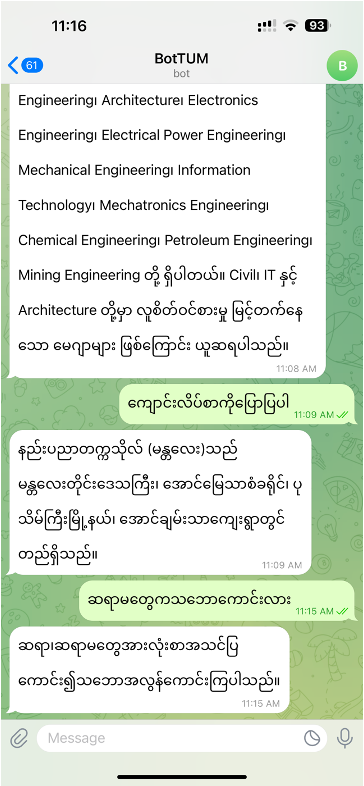 11:16
93
61
BotTUM
bot
B
Engineering၊ Architecture၊ Electronics
Engineering၊ Electrical Power Engineering၊
Mechanical Engineering၊ Information
Technology၊ Mechatronics Engineering၊
Chemical Engineering၊ Petroleum Engineering၊
Mining Engineering တို့ ရှိပါတယ်။ Civil၊ IT နှင့်
Architecture တို့မှာ လူစိတ်ဝင်စားမှု မြင့်တက်နေ
သော မေဂျာများ ဖြစ်ကြောင်း ယူဆရပါသည်။
11:08 AM
ကျောင်းလိပ်စာကိုပြောပြပါ
11:09 AM
နည်းပညာတက္ကသိုလ် (မန္တလေး)သည်
မန္တလေးတိုင်းဒေသကြီး၊ အောင်မြေသာစံခရိုင်၊ ပု
သိမ်ကြီးမြို့နယ်၊ အောင်ချမ်းသာကျေးရွာတွင်
တည်ရှိသည်။
11:09 AM
ဆရာမတွေကသဘောကောင်းလား
11:15 AM
ဆရာ၊ဆရာမတွေအားလုံးစာအသင်ပြ
ကောင်း၍သဘောအလွန်ကောင်းကြပါသည်။
11:15 AM
Message